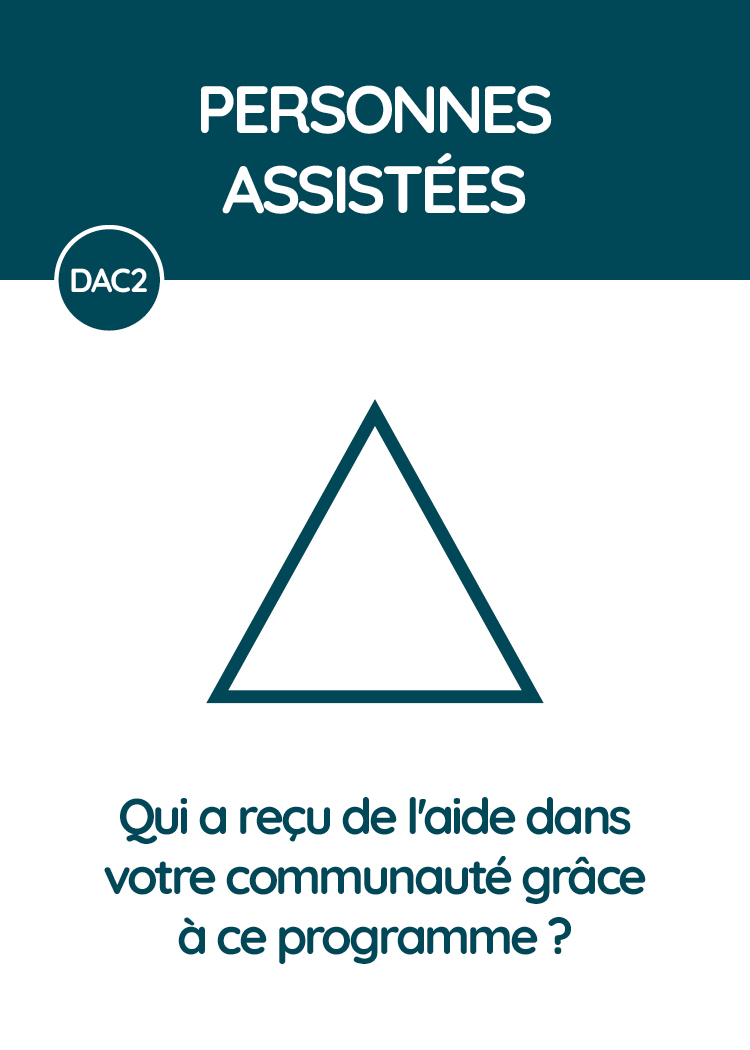 PERSONNES
ASSISTÉES
DAC2
Qui a reçu de l'aide dans
votre communauté grâce
à ce programme ?